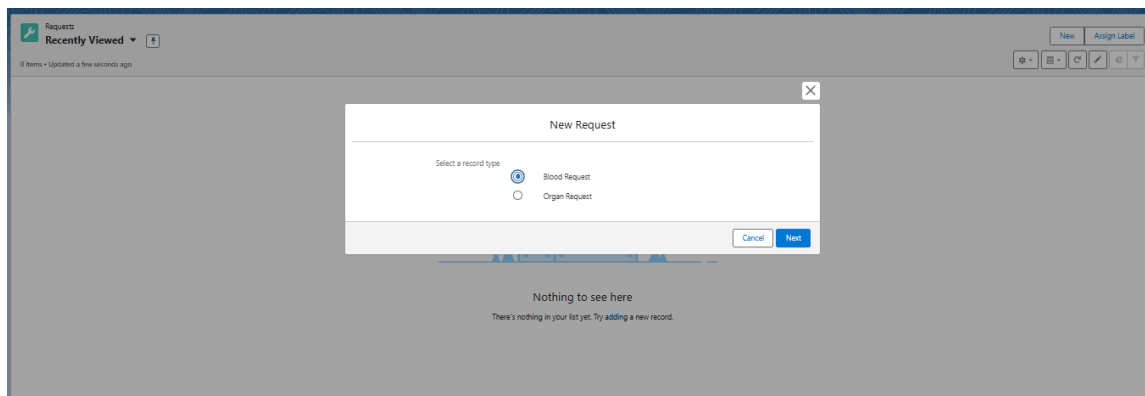 Requests
Recently Viewed
New
Assign Label
0 items • Updated a few seconds ago
New Request
Select a record type
Blood Request
Organ Request
Cancel
Next
Nothing to see here
There's nothing in your list yet. Try adding a new record.